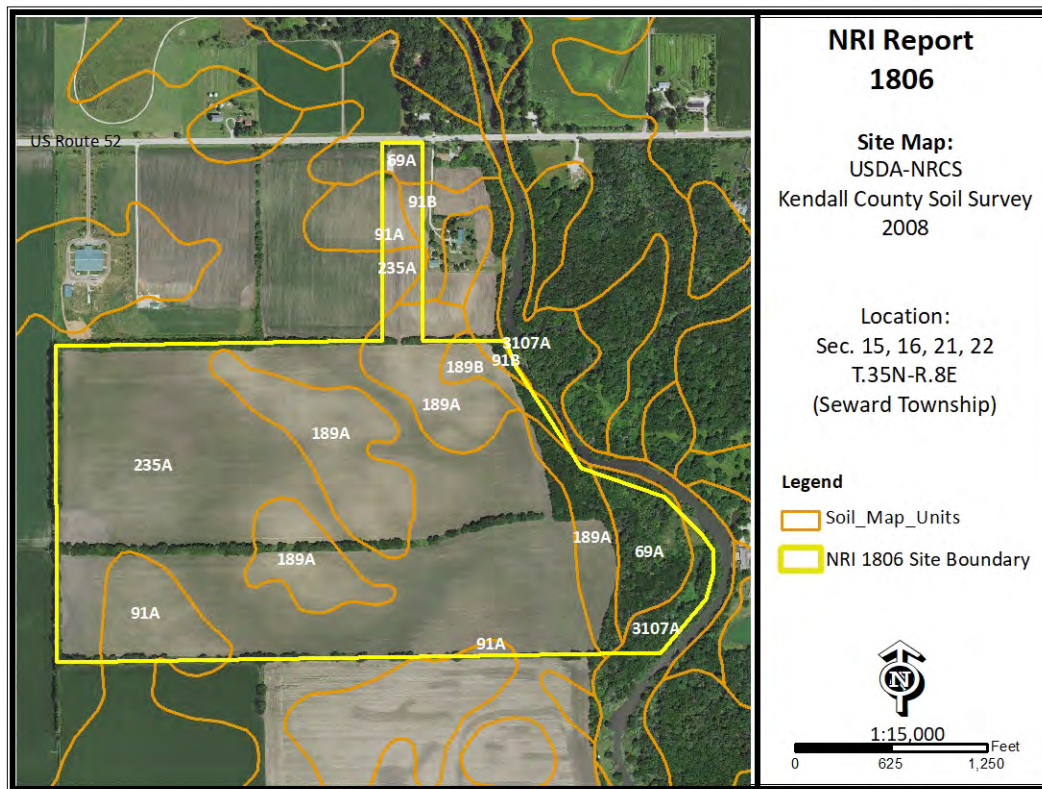 NRI Report
1806
Site Map:
USDA-NRCS
Kendall County Soil Survey
2008
Location:
Sec. 15, 16, 21, 22
T.35N-R.8E
(Seward Township)
Legend
Soil_Map_Units
NRI 1806 Site Boundary
N
1:15,000
Feet
0 625 1,250
US Route 52
69A
91B
91A
235A
3107A
91B
189B
189A
189A
235A
189A
69A
189A
91A
3107A
91A